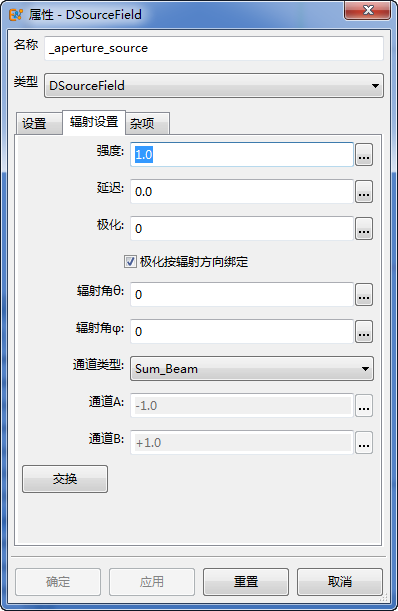 属性 - DSourceField
名称 _aperture_source
类型 DSourceField
设置 辐射设置 杂项
强度: 1.0 ...
延迟: 0.0 ...
极化: 0 ...
极化按辐射方向绑定
辐射角θ: 0 ...
辐射角φ: 0 ...
通道类型: Sum_Beam
通道A: -1.0 ...
通道B: +1.0 ...
交换
确定 应用 重置 取消